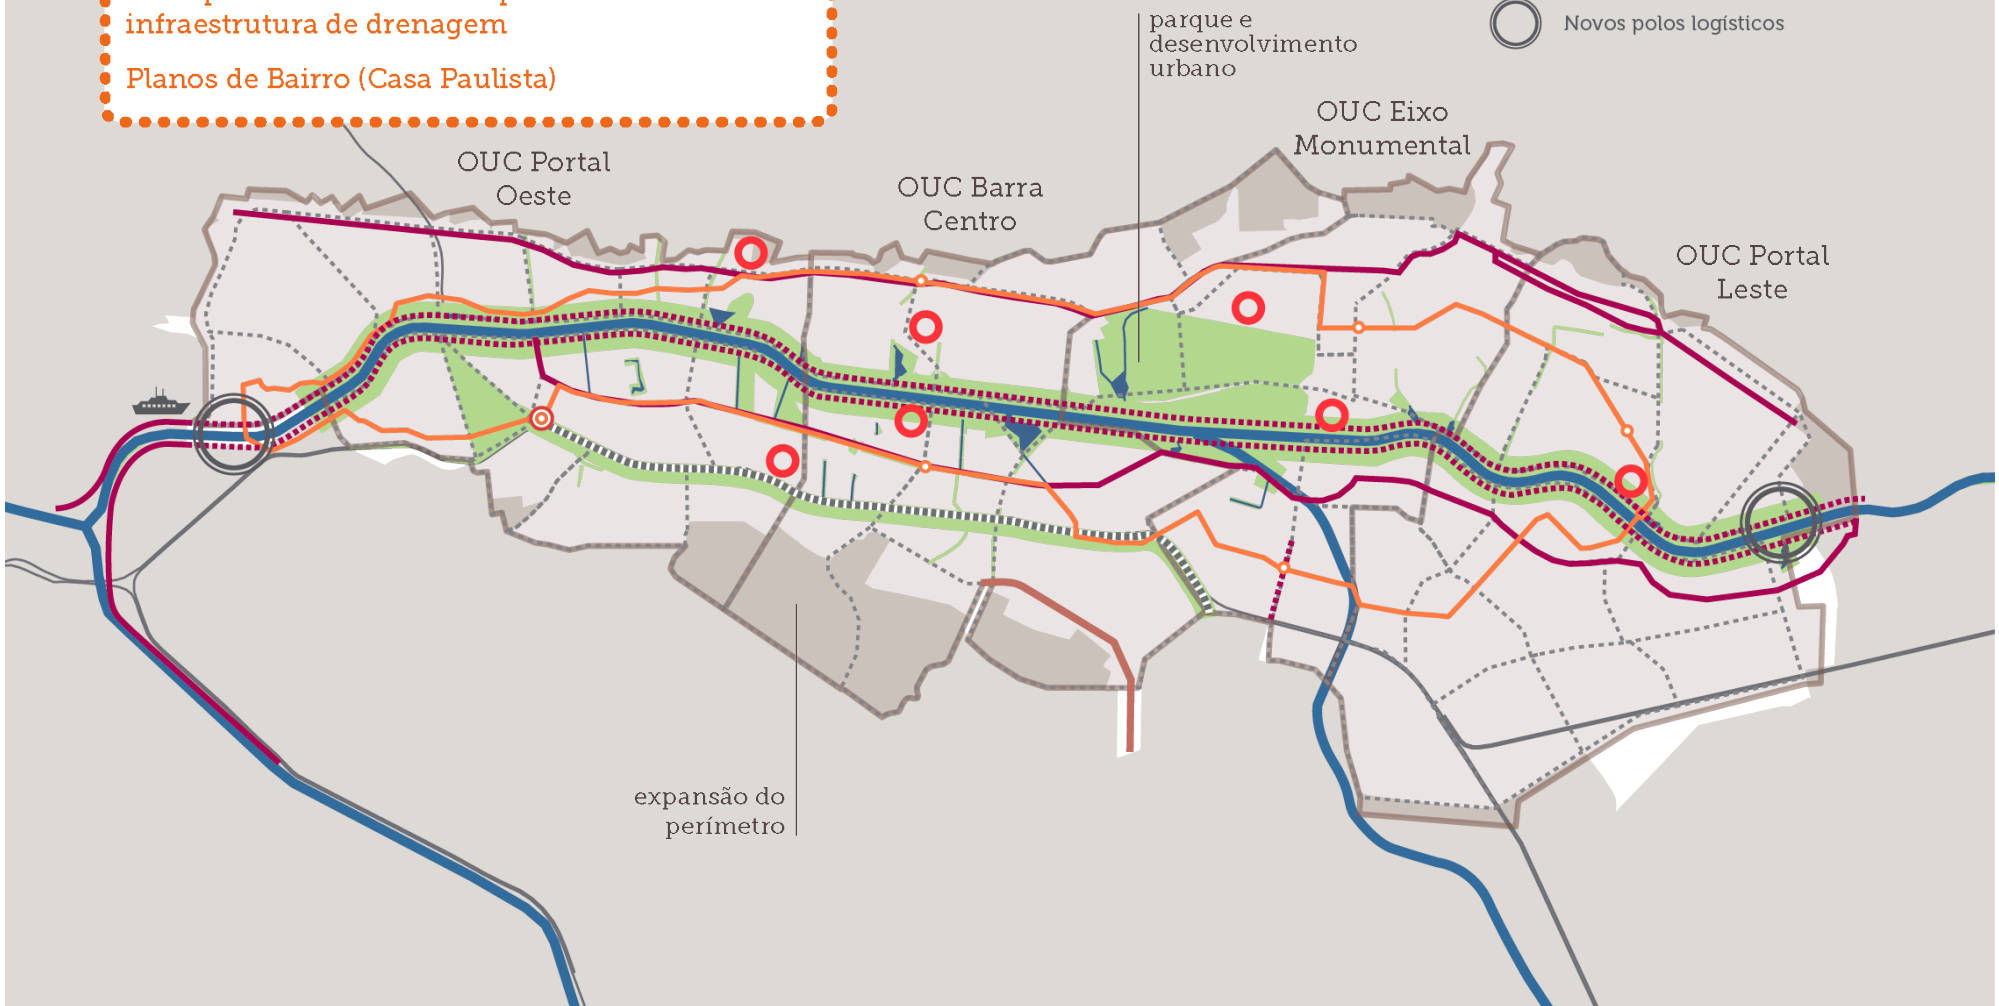 infraestrutura de drenagem
Planos de Bairro (Casa Paulista)
parque e
desenvolvimento
urbano
Novos polos logísticos
OUC Eixo
Monumental
OUC Portal
Oeste
OUC Barra
Centro
OUC Portal
Leste
expansão do
perímetro